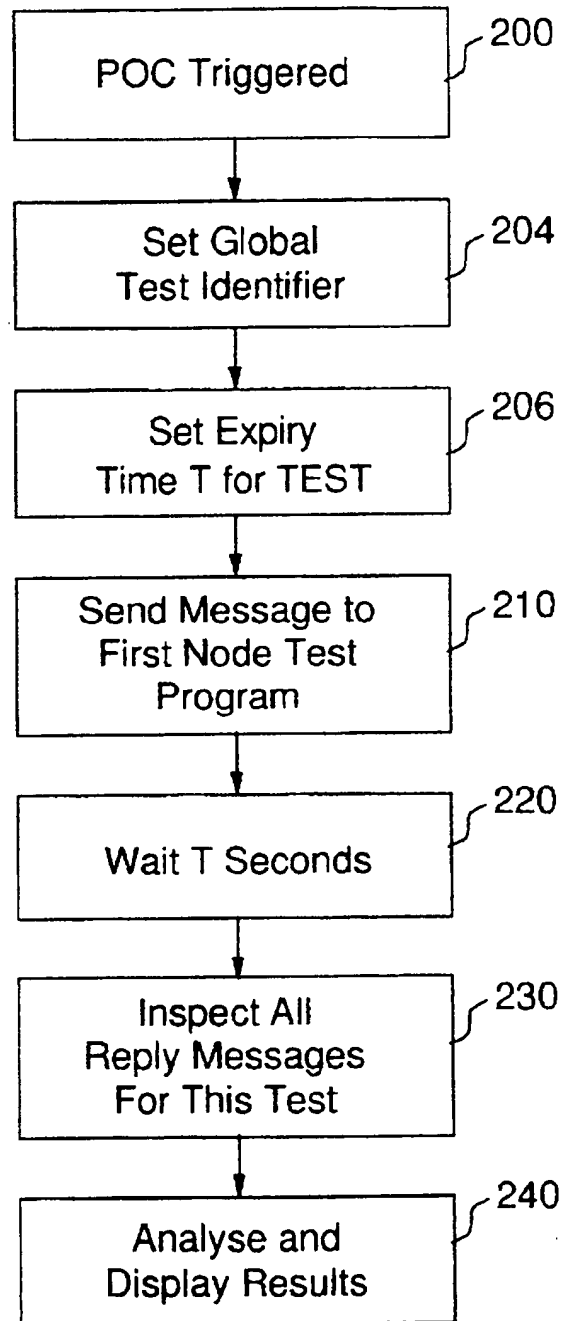 200
POC Triggered
204
Set Global
Test Identifier
206
Set Expiry
Time T for TEST
210
Send Message to
First Node Test
Program
220
Wait T Seconds
230
Inspect All
Reply Messages
For This Test
240
Analyse and
Display Results